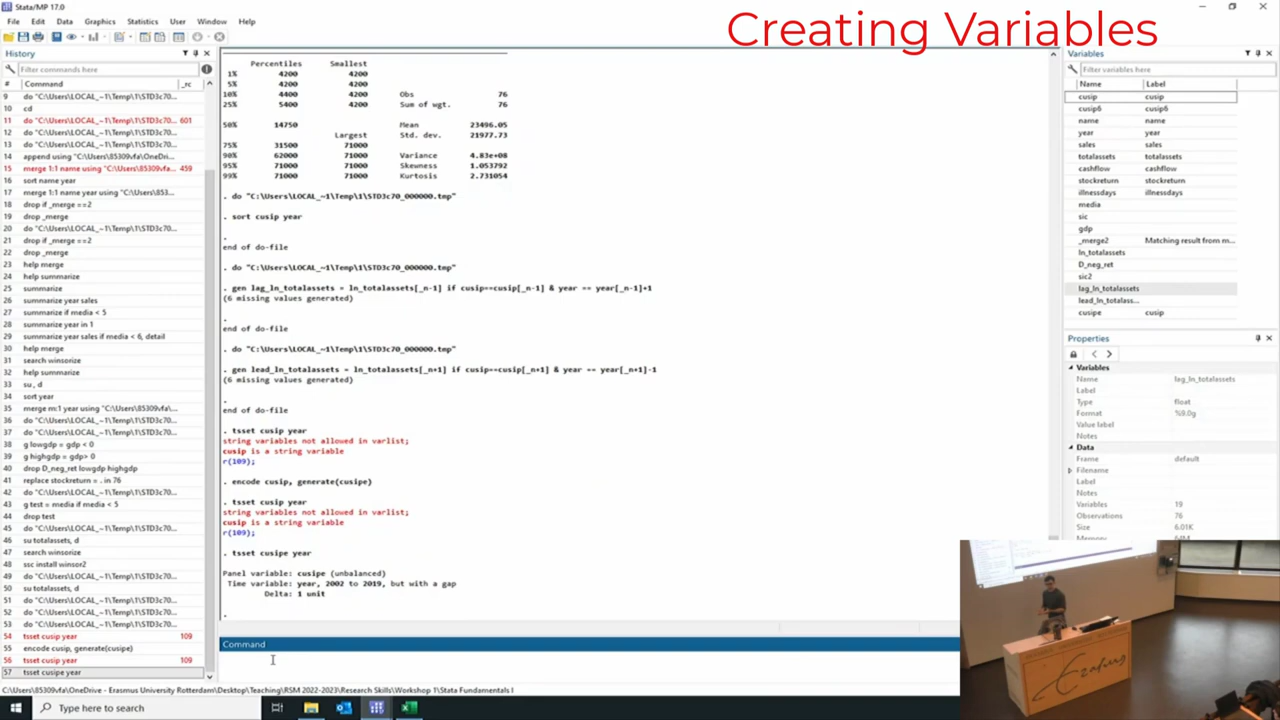 Stata/MP 17.0
Creating Variables
File Edit Data Graphics Statistics User Window Help
History
Filter commands here
# Command _rc
9 do "C:\Users\LOCAL_~1\Temp\1\STD3c70...
10 cd
11 do "C:\Users\LOCAL_~1\Temp\1\STD3c70... 601
12 do "C:\Users\LOCAL_~1\Temp\1\STD3c70...
13 do "C:\Users\LOCAL_~1\Temp\1\STD3c70...
14 append using "C:\Users\85309vfa\OneDri...
15 merge 1:1 name using "C:\Users\85309vfa... 459
16 sort name year
17 merge 1:1 name year using "C:\Users\853...
18 drop if _merge ==2
19 drop _merge
20 do "C:\Users\LOCAL_~1\Temp\1\STD3c70...
21 drop if _merge ==2
22 drop _merge
23 help merge
24 help summarize
25 summarize
26 summarize year sales
27 summarize if media < 5
28 summarize year in 1
29 summarize year sales if media < 6, detail
30 help merge
31 search winsorize
32 help summarize
33 su , d
34 sort year
35 merge m:1 year using "C:\Users\85309vfa\...
36 do "C:\Users\LOCAL_~1\Temp\1\STD3c70...
37 do "C:\Users\LOCAL_~1\Temp\1\STD3c70...
38 g lowgdp = gdp < 0
39 g highgdp = gdp> 0
40 drop D_neg_ret lowgdp highgdp
41 replace stockreturn = . in 76
42 do "C:\Users\LOCAL_~1\Temp\1\STD3c70...
43 g test = media if media < 5
44 drop test
45 do "C:\Users\LOCAL_~1\Temp\1\STD3c70...
46 su totalassets, d
47 search winsorize
48 ssc install winsor2
49 do "C:\Users\LOCAL_~1\Temp\1\STD3c70...
50 su totalassets, d
51 do "C:\Users\LOCAL_~1\Temp\1\STD3c70...
52 do "C:\Users\LOCAL_~1\Temp\1\STD3c70...
53 do "C:\Users\LOCAL_~1\Temp\1\STD3c70...
54 tsset cusip year 109
55 encode cusip, generate(cusipe)
56 tsset cusip year 109
57 tsset cusipe year
Percentiles Smallest
1% 4200 4200
5% 4200 4200
10% 4400 4200 Obs 76
25% 5400 4200 Sum of wgt. 76
50% 14750 Mean 23496.05
Largest Std. dev. 21977.73
75% 31500 71000
90% 62000 71000 Variance 4.83e+08
95% 71000 71000 Skewness 1.053792
99% 71000 71000 Kurtosis 2.731054
. do "C:\Users\LOCAL_~1\Temp\1\STD3c70_000000.tmp"
. sort cusip year
.
end of do-file
. do "C:\Users\LOCAL_~1\Temp\1\STD3c70_000000.tmp"
. gen lag_ln_totalassets = ln_totalassets[_n-1] if cusip==cusip[_n-1] & year == year[_n-1]+1
(6 missing values generated)
.
end of do-file
. do "C:\Users\LOCAL_~1\Temp\1\STD3c70_000000.tmp"
. gen lead_ln_totalassets = ln_totalassets[_n+1] if cusip==cusip[_n+1] & year == year[_n+1]-1
(6 missing values generated)
.
end of do-file
. tsset cusip year
string variables not allowed in varlist;
cusip is a string variable
r(109);
. encode cusip, generate(cusipe)
. tsset cusip year
string variables not allowed in varlist;
cusip is a string variable
r(109);
. tsset cusipe year
Panel variable: cusipe (unbalanced)
Time variable: year, 2002 to 2019, but with a gap
Delta: 1 unit
.
Command
Variables
Filter variables here
Name Label
cusip cusip
cusip6 cusip6
name name
year year
sales sales
totalassets totalassets
cashflow cashflow
stockreturn stockreturn
illnessdays illnessdays
media
sic
gdp
_merge2 Matching result from m...
ln_totalassets
D_neg_ret
sic2
lag_ln_totalassets
lead_ln_totalass...
cusipe cusip
Properties
Variables
Name lag_ln_totalassets
Label
Type float
Format %9.0g
Value label
Notes
Data
Frame default
Filename
Label
Notes
Variables 19
Observations 76
Size 6.01K
Memory 64M
Erasmus
C:\Users\85309vfa\OneDrive - Erasmus University Rotterdam\Desktop\Teaching\RSM 2022-2023\Research Skills\Workshop 1\Stata Fundamentals I
Type here to search